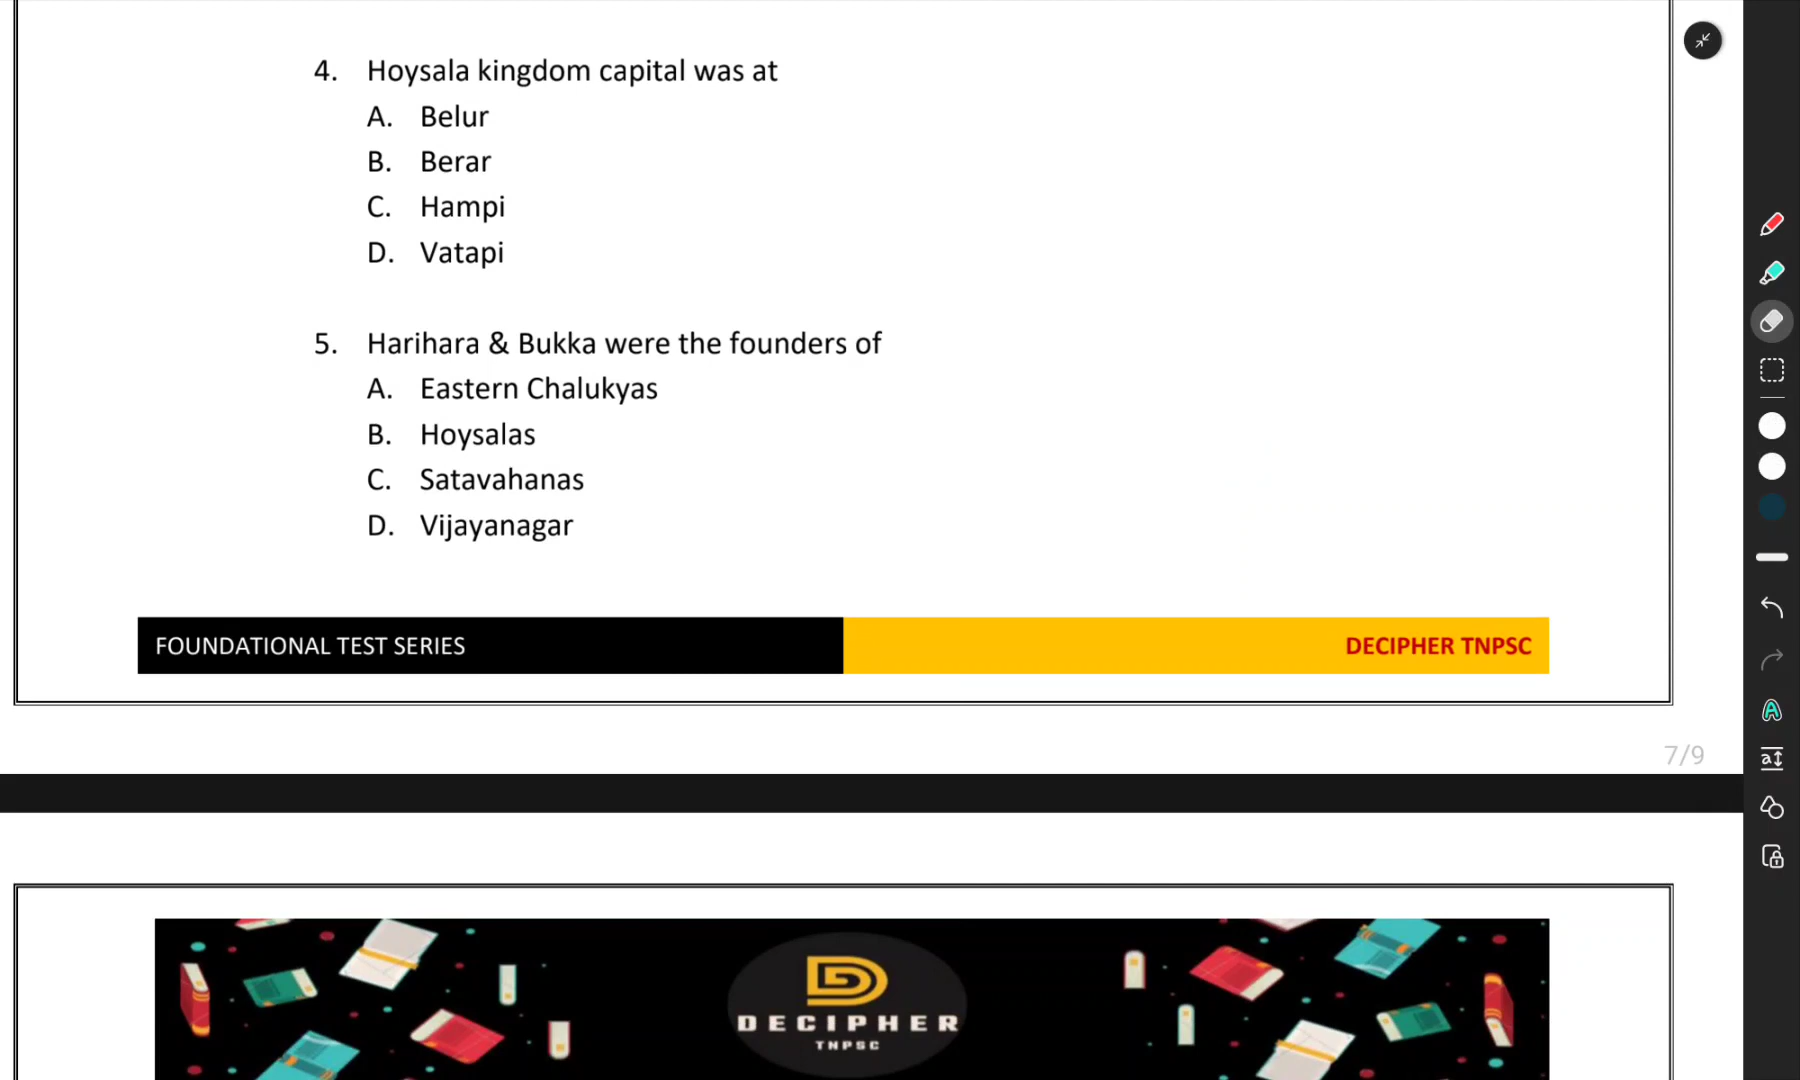 4. Hoysala kingdom capital was at
A. Belur
B. Berar
C. Hampi
D. Vatapi
5. Harihara & Bukka were the founders of
A. Eastern Chalukyas
B. Hoysalas
C. Satavahanas
D. Vijayanagar
FOUNDATIONAL TEST SERIES
DECIPHER TNPSC
7/9
DECIPHER
TNPSC